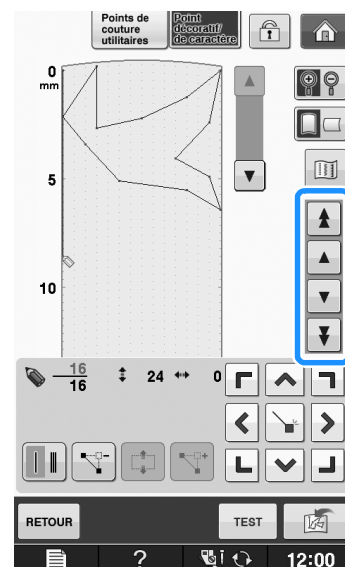 Points de
couture
utilitaires
Point
décoratif/
de caractère
0
mm
5
10
16
16
24
0
RETOUR
TEST
?
12:00